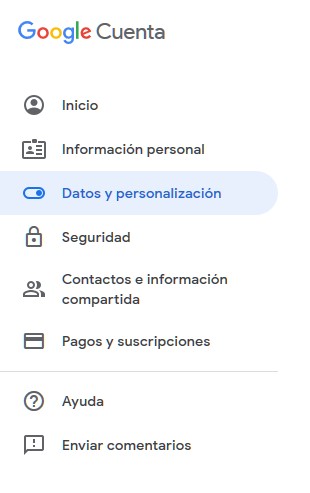 Google Cuenta
Inicio
Información personal
Datos y personalización
Seguridad
Contactos e información
compartida
Pagos y suscripciones
Ayuda
Enviar comentarios